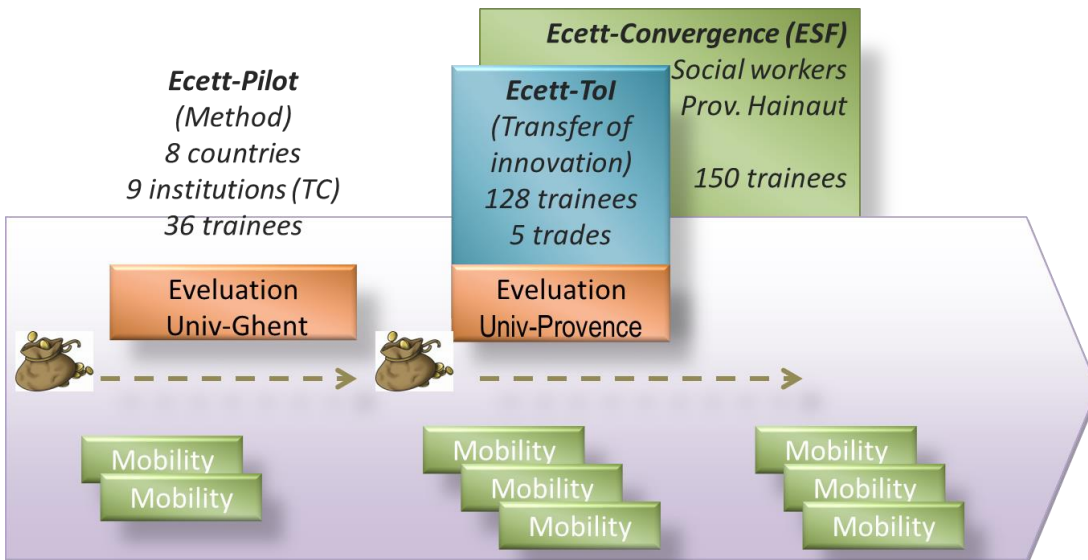 Ecett-Pilot
(Method)
8 countries
9 institutions (TC)
36 trainees
Ecett-Convergence (ESF)
Social workers
Prov. Hainaut
150 trainees
Ecett-ToI
(Transfer of
innovation)
128 trainees
5 trades
Eveluation
Univ-Ghent
Eveluation
Univ-Provence
Mobility
Mobility
Mobility
Mobility
Mobility
Mobility
Mobility
Mobility